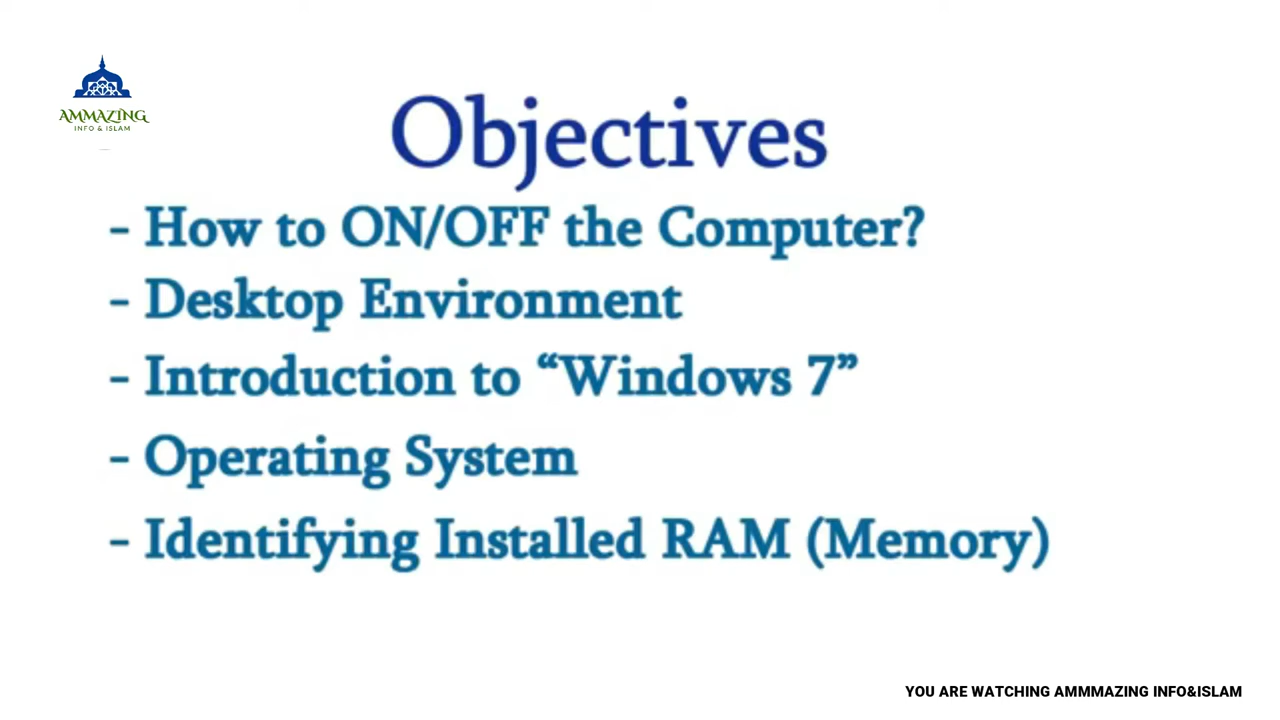 AMMAZING
INFO & ISLAM
Objectives
- How to ON/OFF the Computer?
- Desktop Environment
- Introduction to “Windows 7”
- Operating System
- Identifying Installed RAM (Memory)
YOU ARE WATCHING AMMMAZING INFO&ISLAM